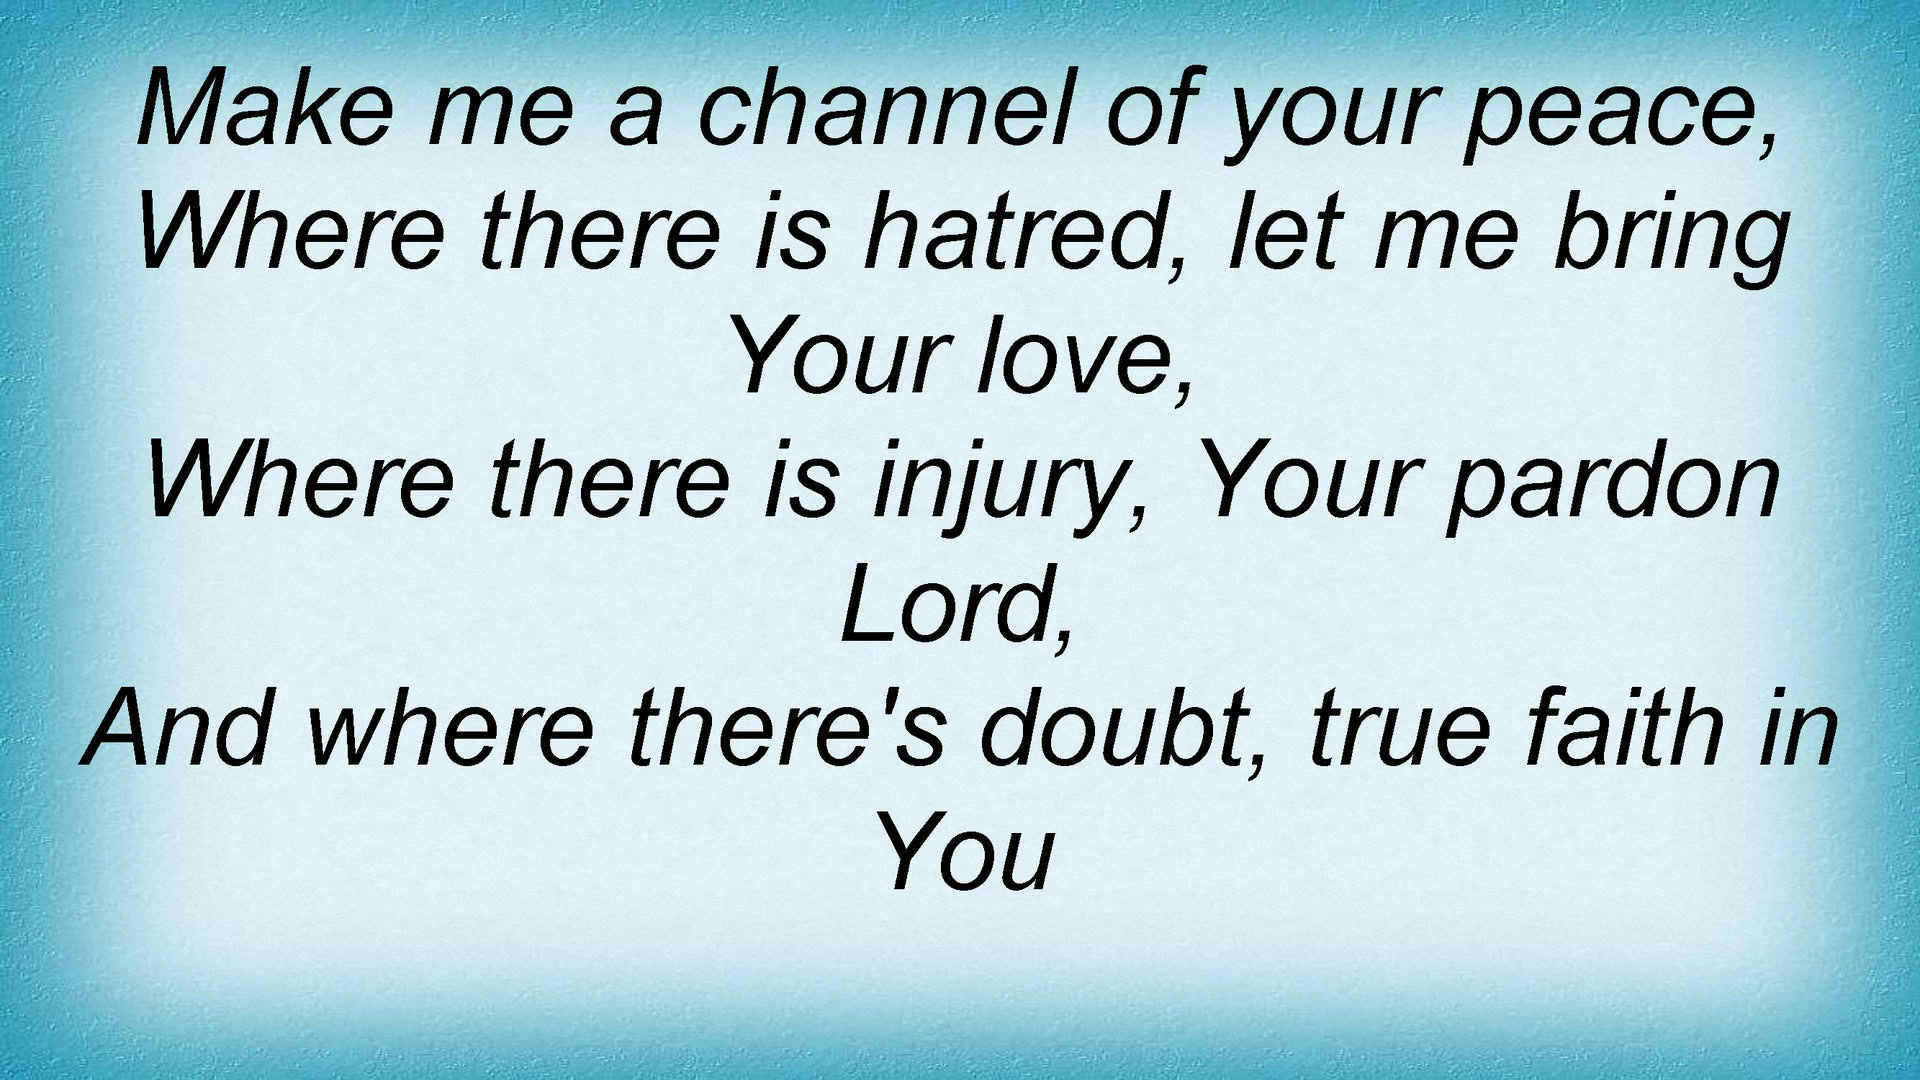 Make me a channel of your peace,
Where there is hatred, let me bring
Your love,
Where there is injury, Your pardon
Lord,
And where there's doubt, true faith in
You